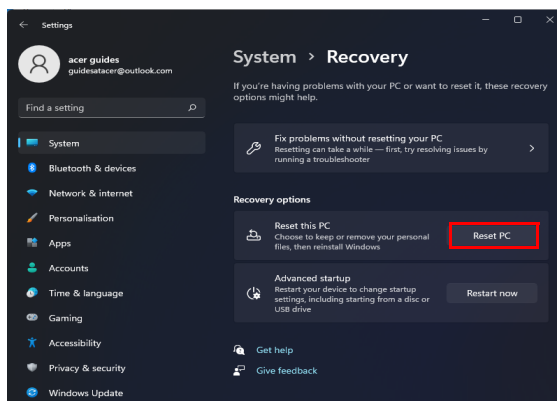 Settings
acer guides
guidesatacer@outlook.com
Find a setting
System
Bluetooth & devices
Network & internet
Personalisation
Apps
Accounts
Time & language
Gaming
Accessibility
Privacy & security
Windows Update
System > Recovery
If you're having problems with your PC or want to reset it, these recovery
options might help.
Fix problems without resetting your PC
Resetting can take a while — first, try resolving issues by
running a troubleshooter
Recovery options
Reset this PC
Choose to keep or remove your personal
files, then reinstall Windows
Reset PC
Advanced startup
Restart your device to change startup
settings, including starting from a disc or
USB drive
Restart now
Get help
Give feedback